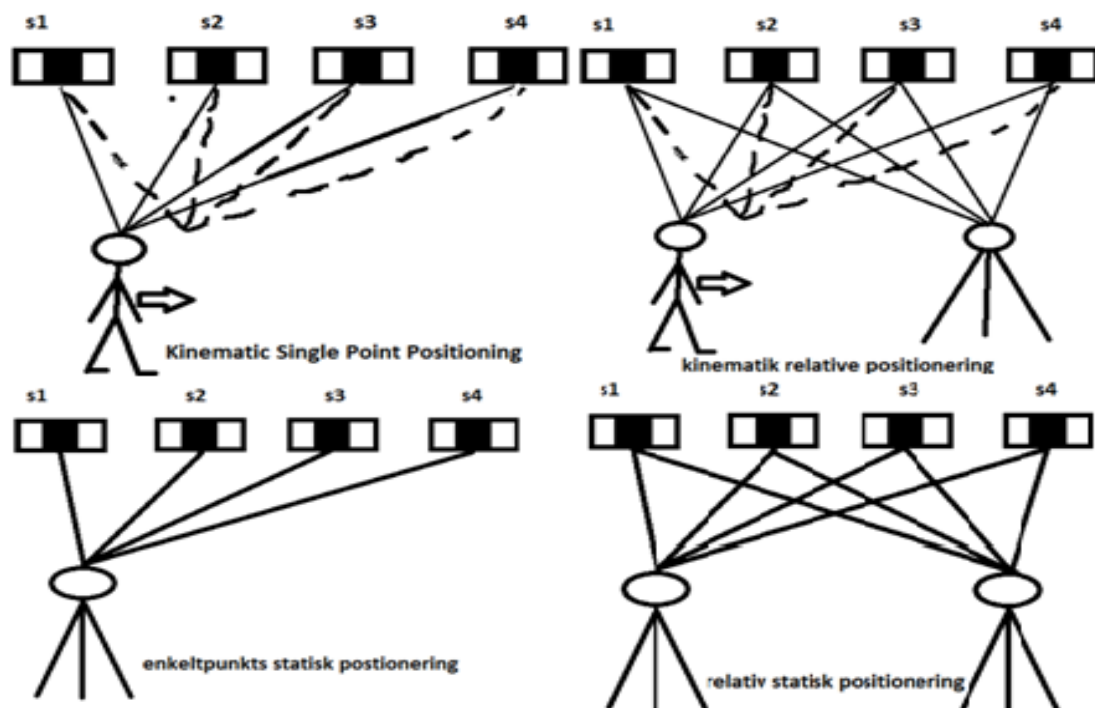 s1 s2 s3 s4
s1 s2 s3 s4
Kinematic Single Point Positioning
kinematik relative positionering
s1 s2 s3 s4
s1 s2 s3 s4
enkeltpunkts statisk postionering
relativ statisk positionering